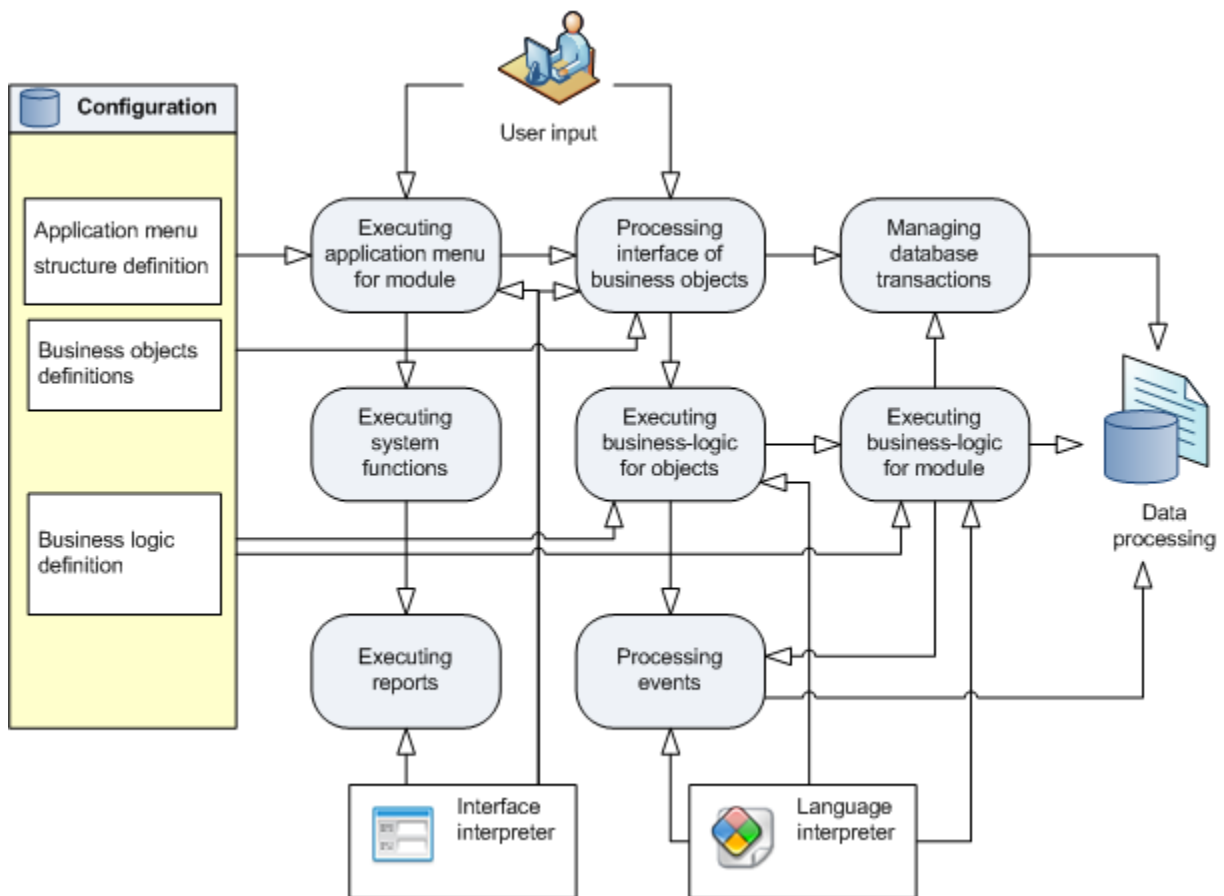 User input
Configuration
Application menu
structure definition
Business objects
definitions
Business logic
definition
Executing
application menu
for module
Processing
interface of
business objects
Managing
database
transactions
Executing
system
functions
Executing
business-logic
for objects
Executing
business-logic
for module
Data
processing
Executing
reports
Processing
events
Interface
interpreter
Language
interpreter